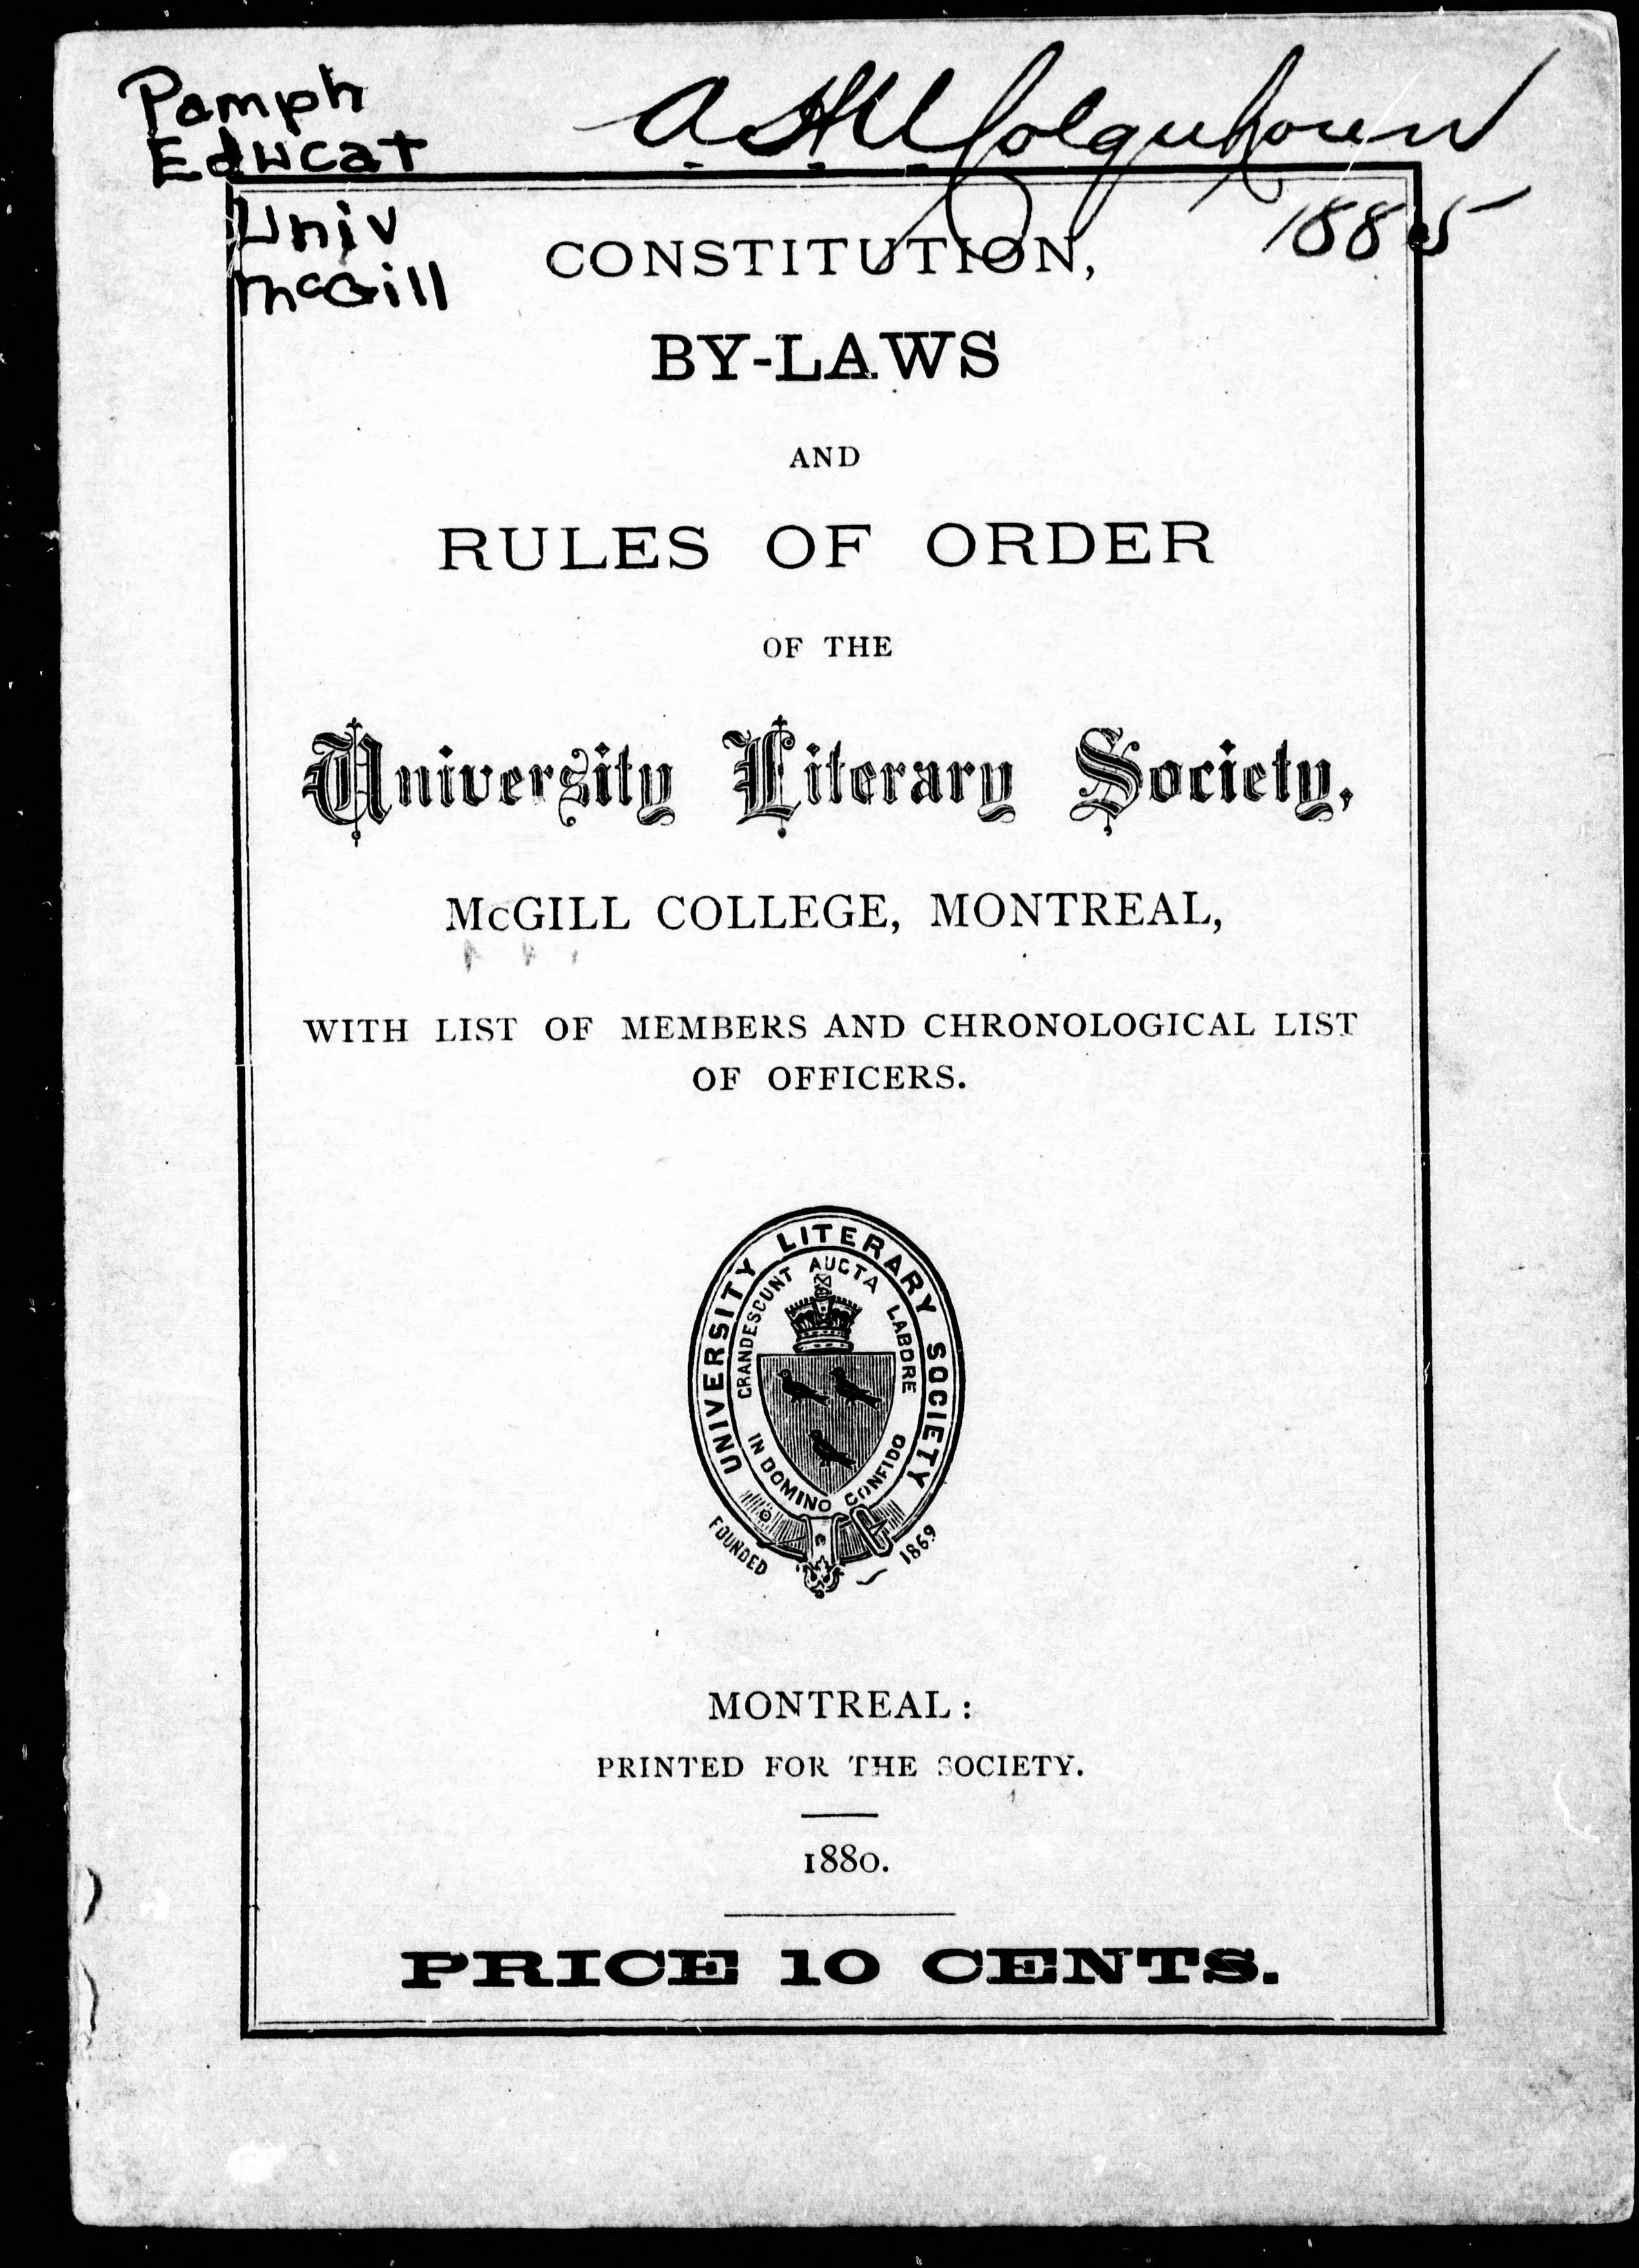 Pamph
Educat
Univ
McGill
A. H. U. Colquhoun
1885
CONSTITUTION,
BY-LAWS
AND
RULES OF ORDER
OF THE
University Literary Society,
McGILL COLLEGE, MONTREAL,
WITH LIST OF MEMBERS AND CHRONOLOGICAL LIST
OF OFFICERS.
UNIVERSITY LITERARY SOCIETY
GRANDESCUNT AUCTA LABORE
IN DOMINO CONFIDO
FOUNDED 1869
MONTREAL:
PRINTED FOR THE SOCIETY.
1880.
PRICE 10 CENTS.